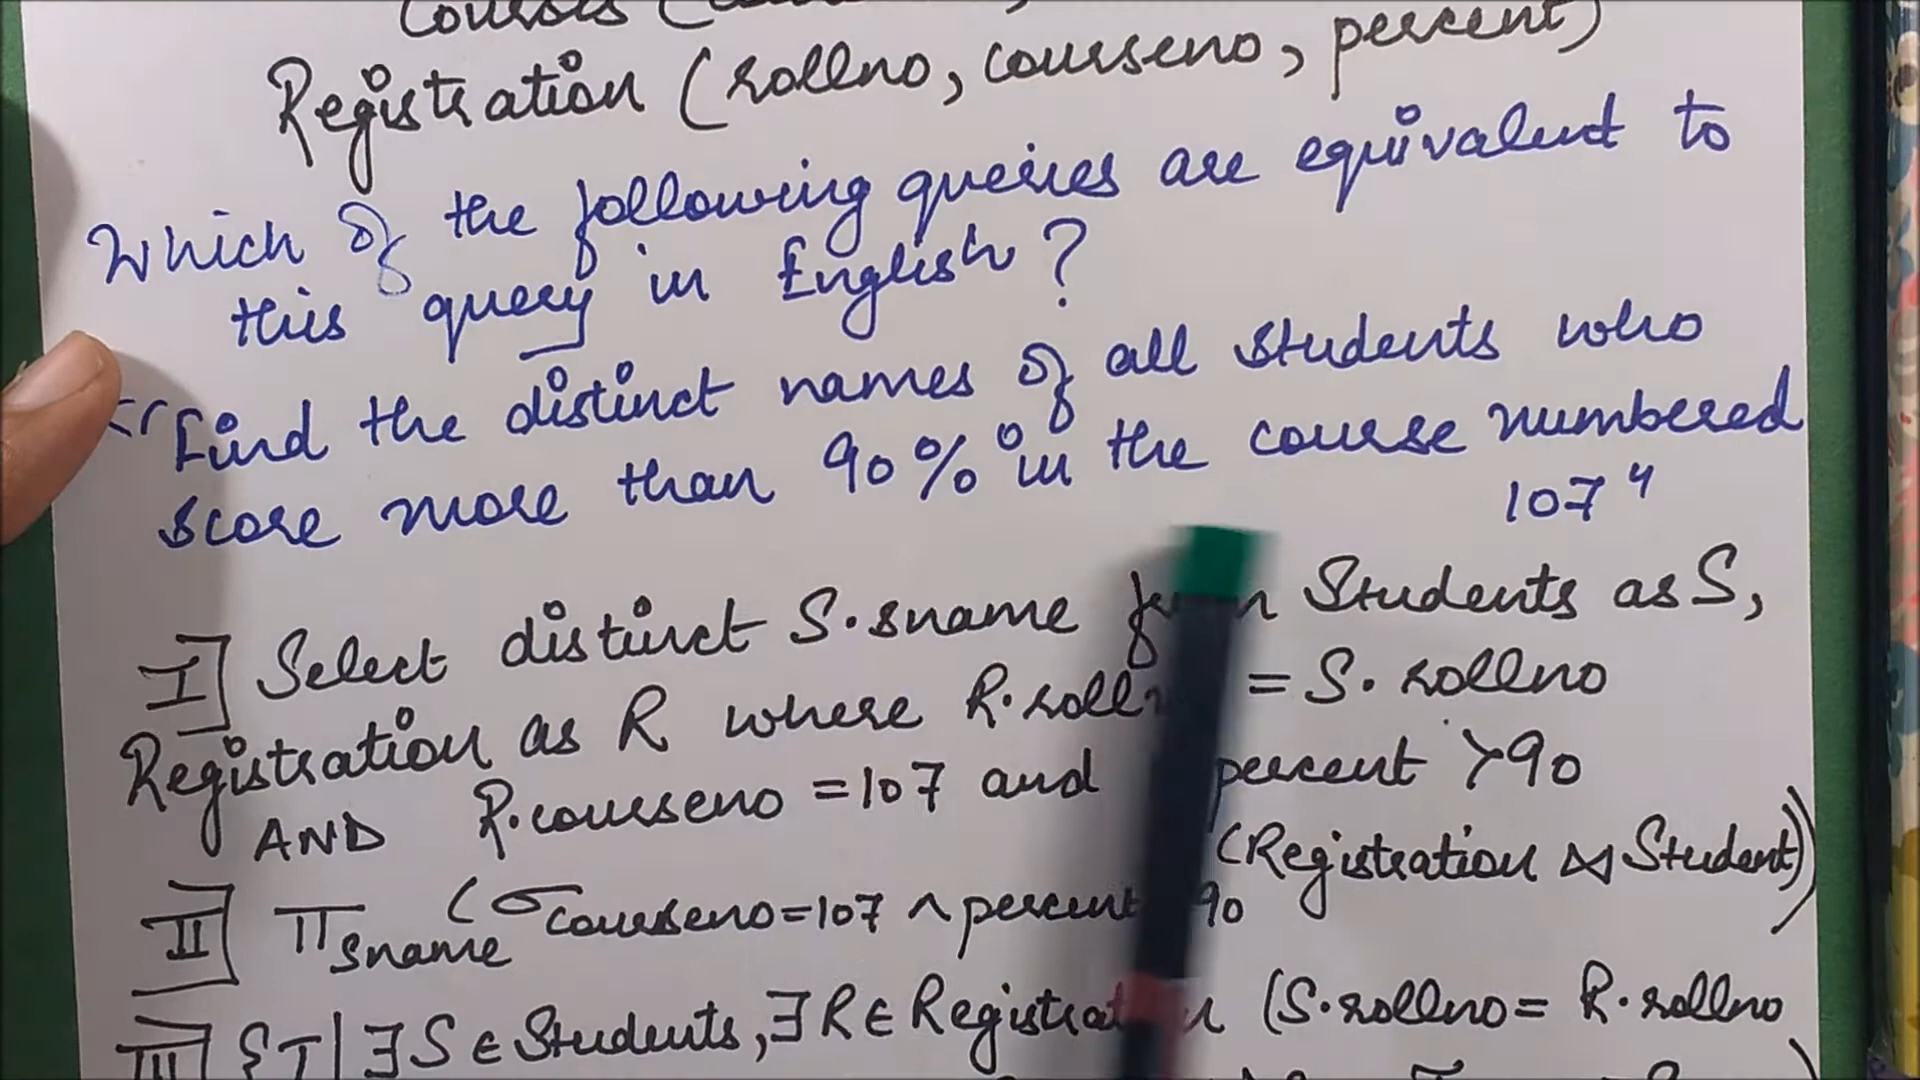 Courses (
Registration (rollno, courseno, percent)
Which of the following queries are equivalent to
this query in English?
"Find the distinct names of all students who
score more than 90% in the course numbered
107"
I] Select distinct S.sname Students as S,
Registration as R where = S.rollno
AND R.courseno = 107 and percent >90
(Registration ⋈ Student))
II] π sname (σ courseno=107 ^ percent 90
III] {T| ∃S ∈ Students, ∃R ∈ (S.rollno = R.rollno